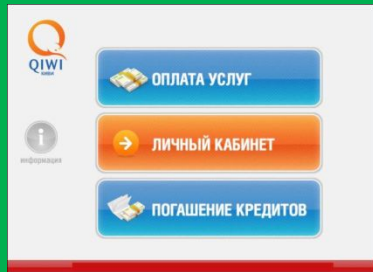 QIWI
ОПЛАТА УСЛУГ
ЛИЧНЫЙ КАБИНЕТ
информация
ПОГАШЕНИЕ КРЕДИТОВ